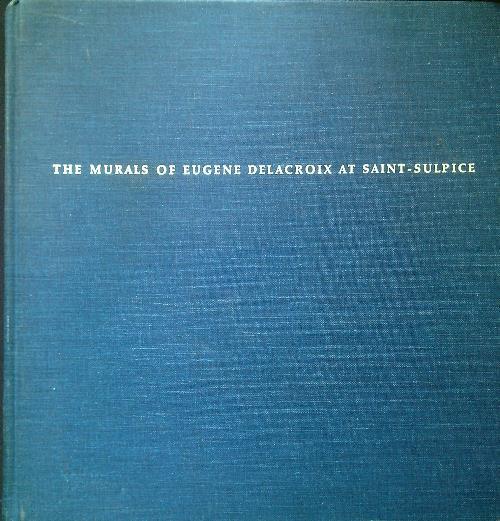 THE MURALS OF EUGENE DELACROIX AT SAINT-SULPICE